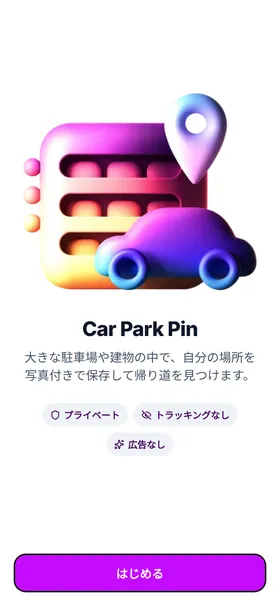 Car Park Pin
大きな駐車場や建物の中で、自分の場所を
写真付きで保存して帰り道を見つけます。
プライベート
トラッキングなし
広告なし
はじめる